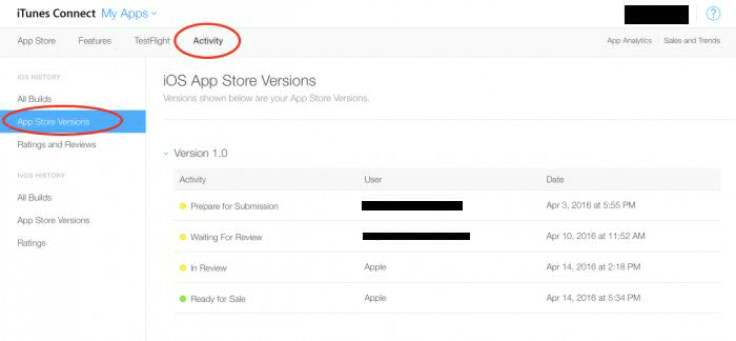 iTunes Connect My Apps
?
App Store Features TestFlight Activity App Analytics Sales and Trends
iOS HISTORY
All Builds
App Store Versions
Ratings and Reviews
tvOS HISTORY
All Builds
App Store Versions
Ratings
iOS App Store Versions
Versions shown below are your App Store Versions.
Version 1.0
Activity User Date
Prepare for Submission Apr 3, 2016 at 5:55 PM
Waiting For Review Apr 10, 2016 at 11:52 AM
In Review Apple Apr 14, 2016 at 2:18 PM
Ready for Sale Apple Apr 14, 2016 at 5:34 PM